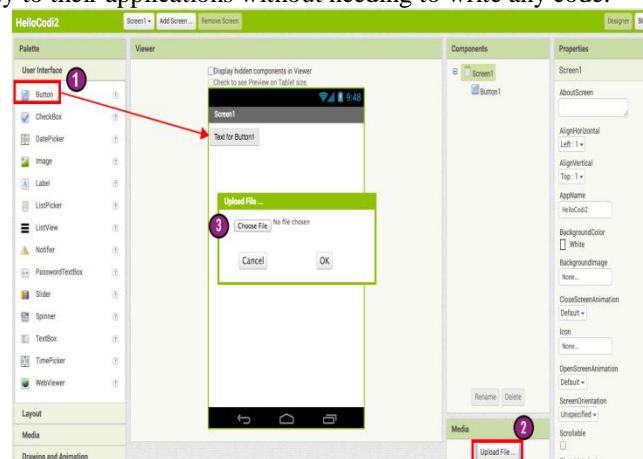 y to their applications without needing to write any code.
HelloCodi2
Screen1 Add Screen ... Remove Screen
Designer
Palette
Viewer
Components
Properties
User Interface
1
Button
CheckBox
DatePicker
Image
Label
ListPicker
ListView
Notifier
PasswordTextBox
Slider
Spinner
TextBox
TimePicker
WebViewer
Layout
Media
Drawing and Animation
Display hidden components in Viewer
Check to see Preview on Tablet size.
9:48
Screen1
Text for Button1
Upload File ...
3
Choose File No file chosen
Cancel OK
Screen1
Button1
Rename Delete
Media
2
Upload File ...
Screen1
AboutScreen
AlignHorizontal
Left : 1
AlignVertical
Top : 1
AppName
HelloCodi2
BackgroundColor
White
BackgroundImage
None...
CloseScreenAnimation
Default
Icon
None...
OpenScreenAnimation
Default
ScreenOrientation
Unspecified
Scrollable